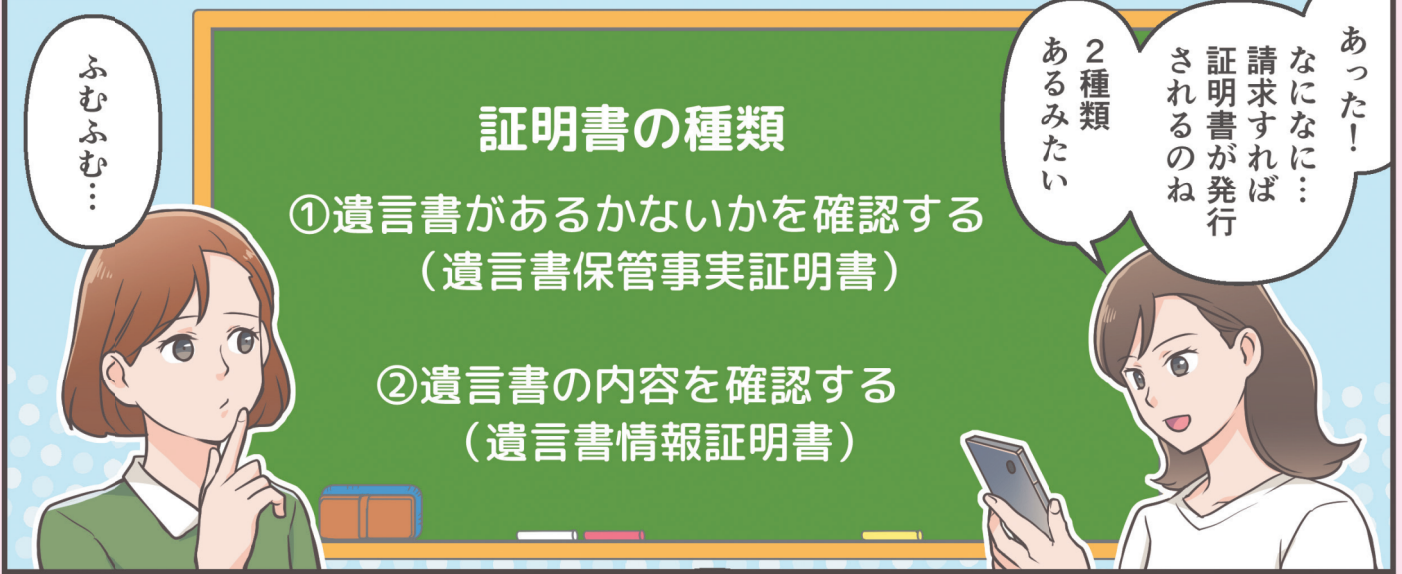 あった！
なになに…
請求すれば
証明書が発行
されるのね
２種類
あるみたい
証明書の種類
①遺言書があるかないかを確認する
（遺言書保管事実証明書）
②遺言書の内容を確認する
（遺言書情報証明書）
ふむふむ…